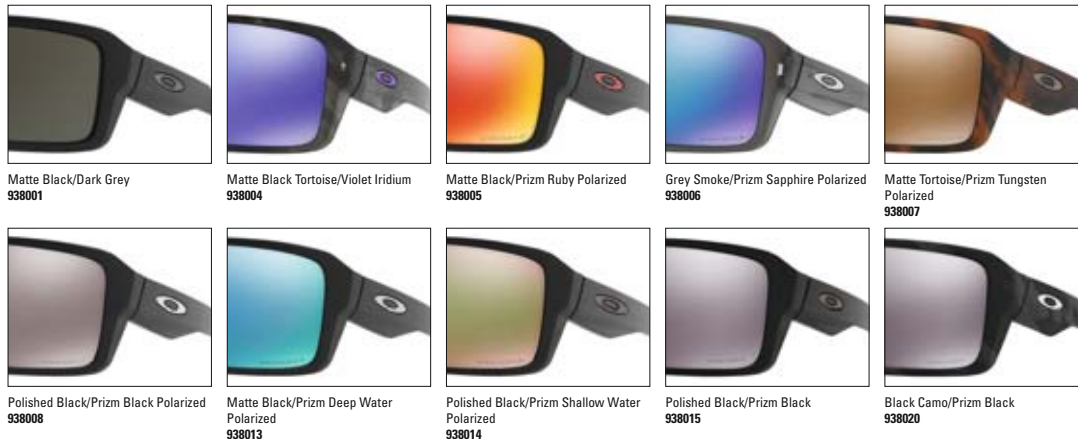 Matte Black/Dark Grey
938001
Matte Black Tortoise/Violet Iridium
938004
Matte Black/Prizm Ruby Polarized
938005
Grey Smoke/Prizm Sapphire Polarized
938006
Matte Tortoise/Prizm Tungsten
Polarized
938007
Polished Black/Prizm Black Polarized
938008
Matte Black/Prizm Deep Water
Polarized
938013
Polished Black/Prizm Shallow Water
Polarized
938014
Polished Black/Prizm Black
938015
Black Camo/Prizm Black
938020